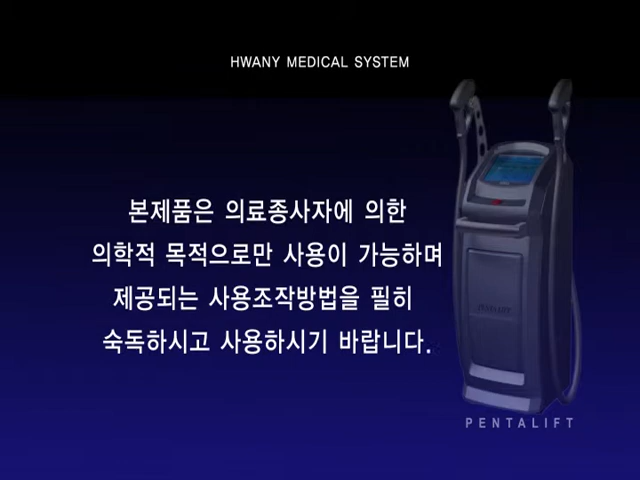 HWANY MEDICAL SYSTEM
본제품은 의료종사자에 의한
의학적 목적으로만 사용이 가능하며
제공되는 사용조작방법을 필히
숙독하시고 사용하시기 바랍니다.
PENTALIFT